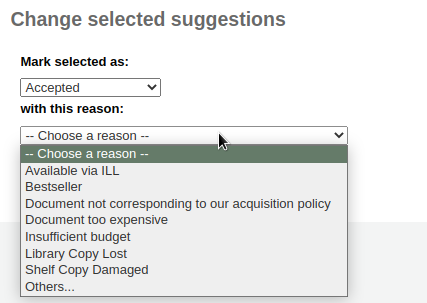 Change selected suggestions
Mark selected as:
Accepted
with this reason:
-- Choose a reason --
-- Choose a reason --
Available via ILL
Bestseller
Document not corresponding to our acquisition policy
Document too expensive
Insufficient budget
Library Copy Lost
Shelf Copy Damaged
Others...